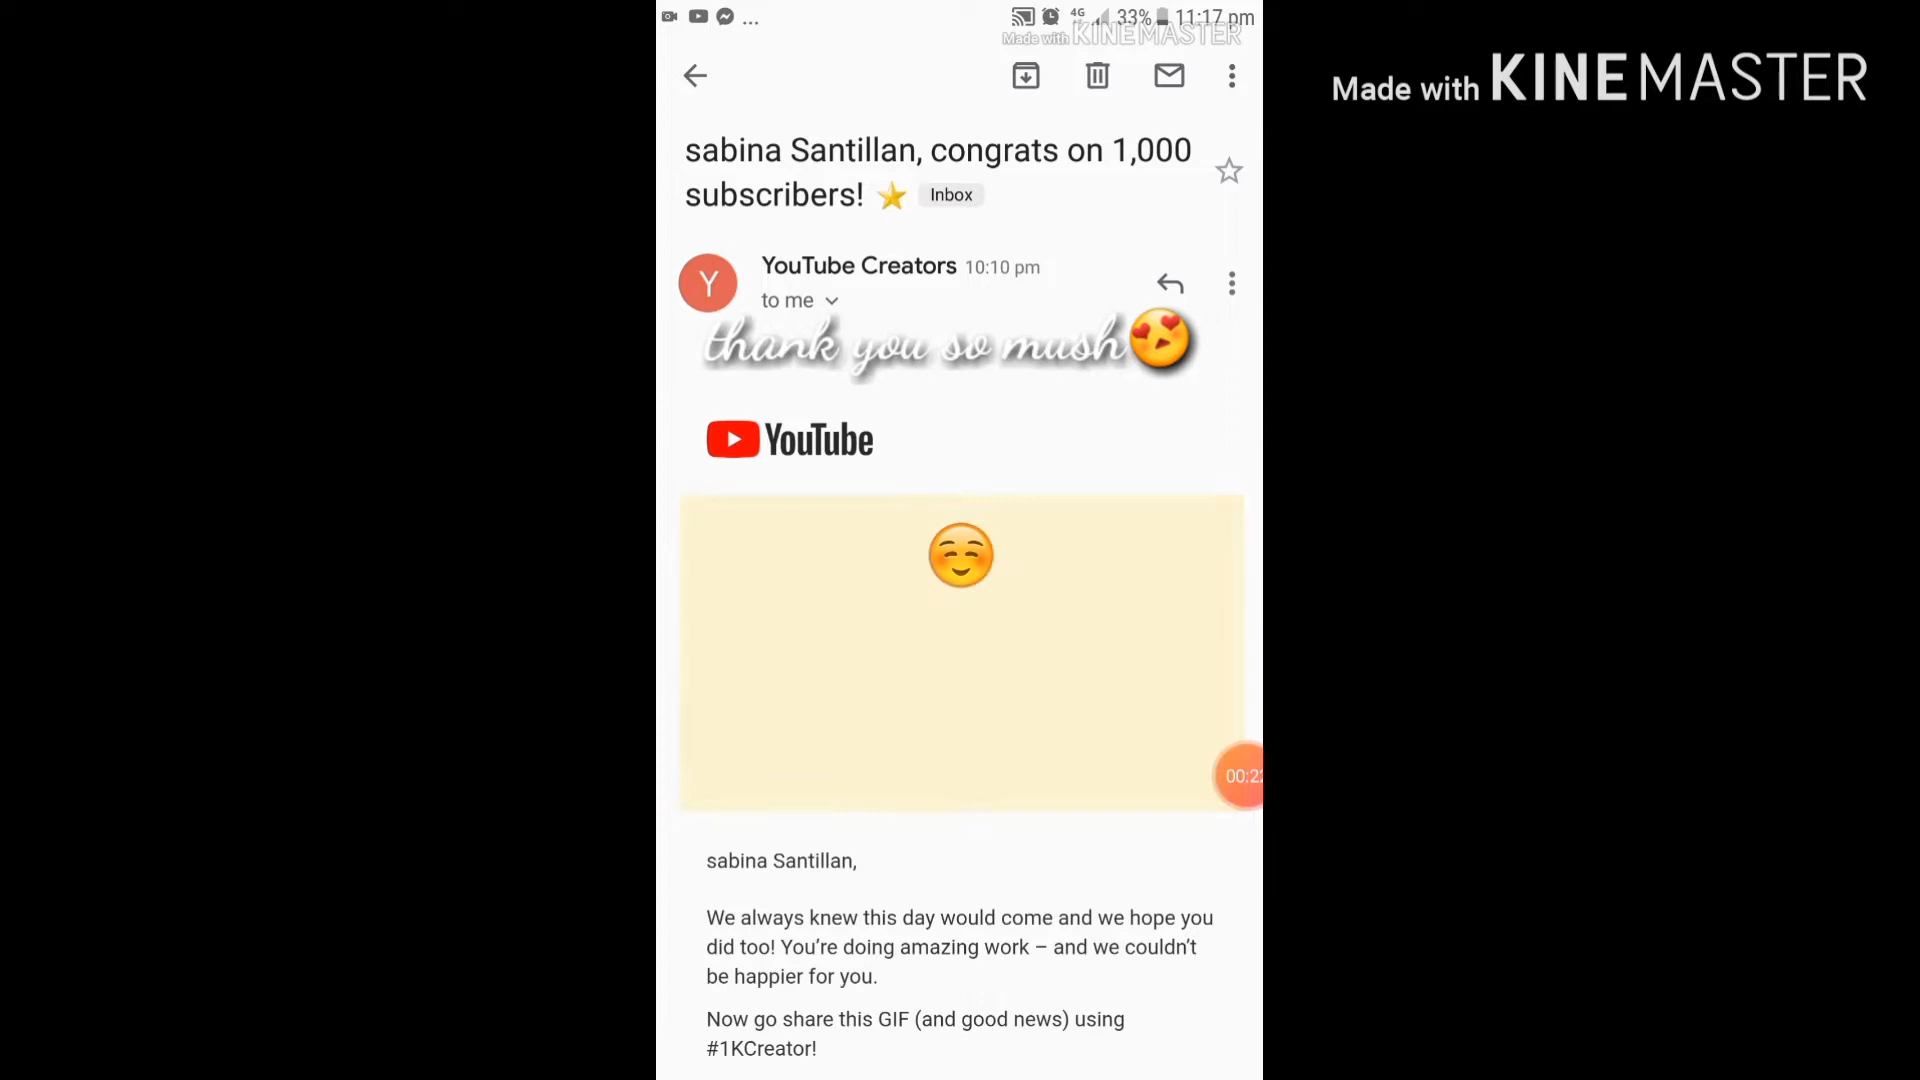 4G 33% 11:17 pm
Made with KINEMASTER
Made with KINEMASTER
sabina Santillan, congrats on 1,000
subscribers! Inbox
Y YouTube Creators 10:10 pm
to me
thank you so mush
YouTube
00:22
sabina Santillan,
We always knew this day would come and we hope you
did too! You’re doing amazing work – and we couldn’t
be happier for you.
Now go share this GIF (and good news) using
#1KCreator!